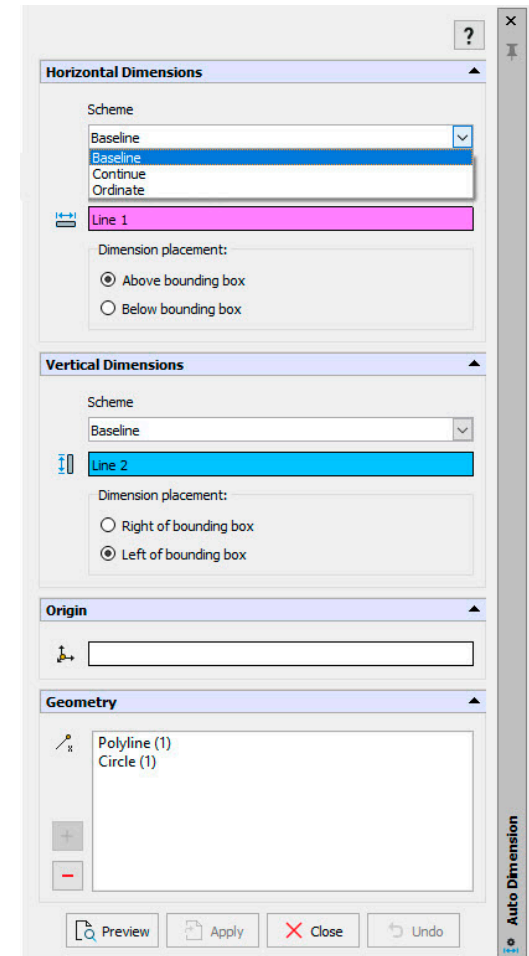 ?
Horizontal Dimensions
Scheme
Baseline
Baseline
Continue
Ordinate
Line 1
Dimension placement:
Above bounding box
Below bounding box
Vertical Dimensions
Scheme
Baseline
Line 2
Dimension placement:
Right of bounding box
Left of bounding box
Origin
Geometry
Polyline (1)
Circle (1)
Preview Apply Close Undo
Auto Dimension